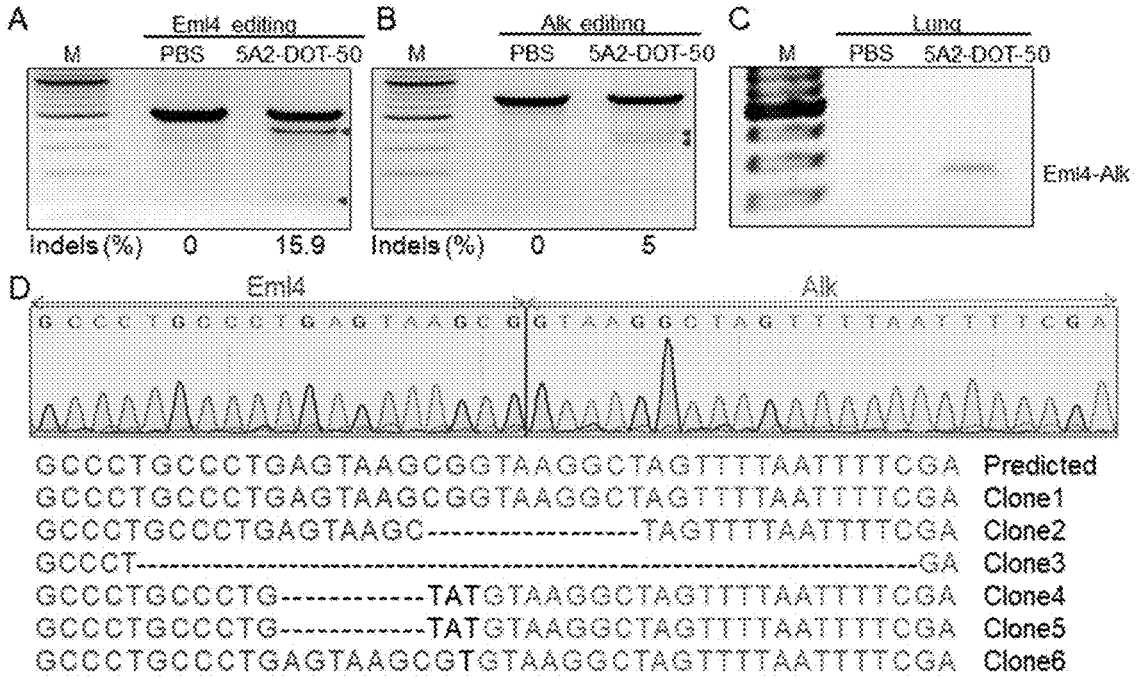 A
Eml4 editing
M PBS 5A2-DOT-50
Indels (%) 0 15.9
B
Alk editing
M PBS 5A2-DOT-50
Indels (%) 0 5
C
Lung
M PBS 5A2-DOT-50
Eml4-Alk
D
Eml4 Alk
G C C C T G C C C T G A G T A A G C G G T A A G G C T A G T T T T A A T T T T C G A
GCCCTGCCCTGAGTAAGCGGTAAGGCTAGTTTTAATTTTCGA Predicted
GCCCTGCCCTGAGTAAGCGGTAAGGCTAGTTTTAATTTTCGA Clone1
GCCCTGCCCTGAGTAAGC----------------TAGTTTTAATTTTCGA Clone2
GCCCT------------------------------------------------------------GA Clone3
GCCCTGCCCTG-----------TATGTAAGGCTAGTTTTAATTTTCGA Clone4
GCCCTGCCCTG-----------TATGTAAGGCTAGTTTTAATTTTCGA Clone5
GCCCTGCCCTGAGTAAGCGTGTAAGGCTAGTTTTAATTTTCGA Clone6